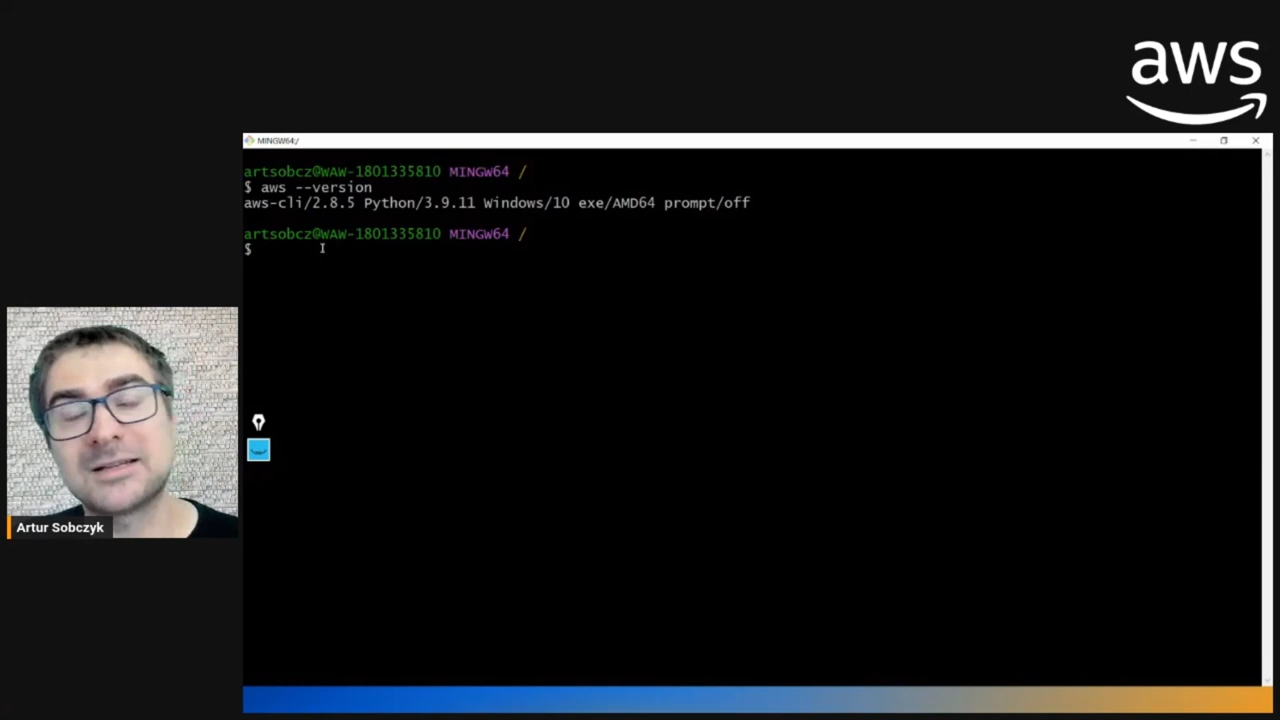 aws
MINGW64:/
artsobcz@WAW-1801335810 MINGW64 /
$ aws --version
aws-cli/2.8.5 Python/3.9.11 Windows/10 exe/AMD64 prompt/off
artsobcz@WAW-1801335810 MINGW64 /
$
Artur Sobczyk